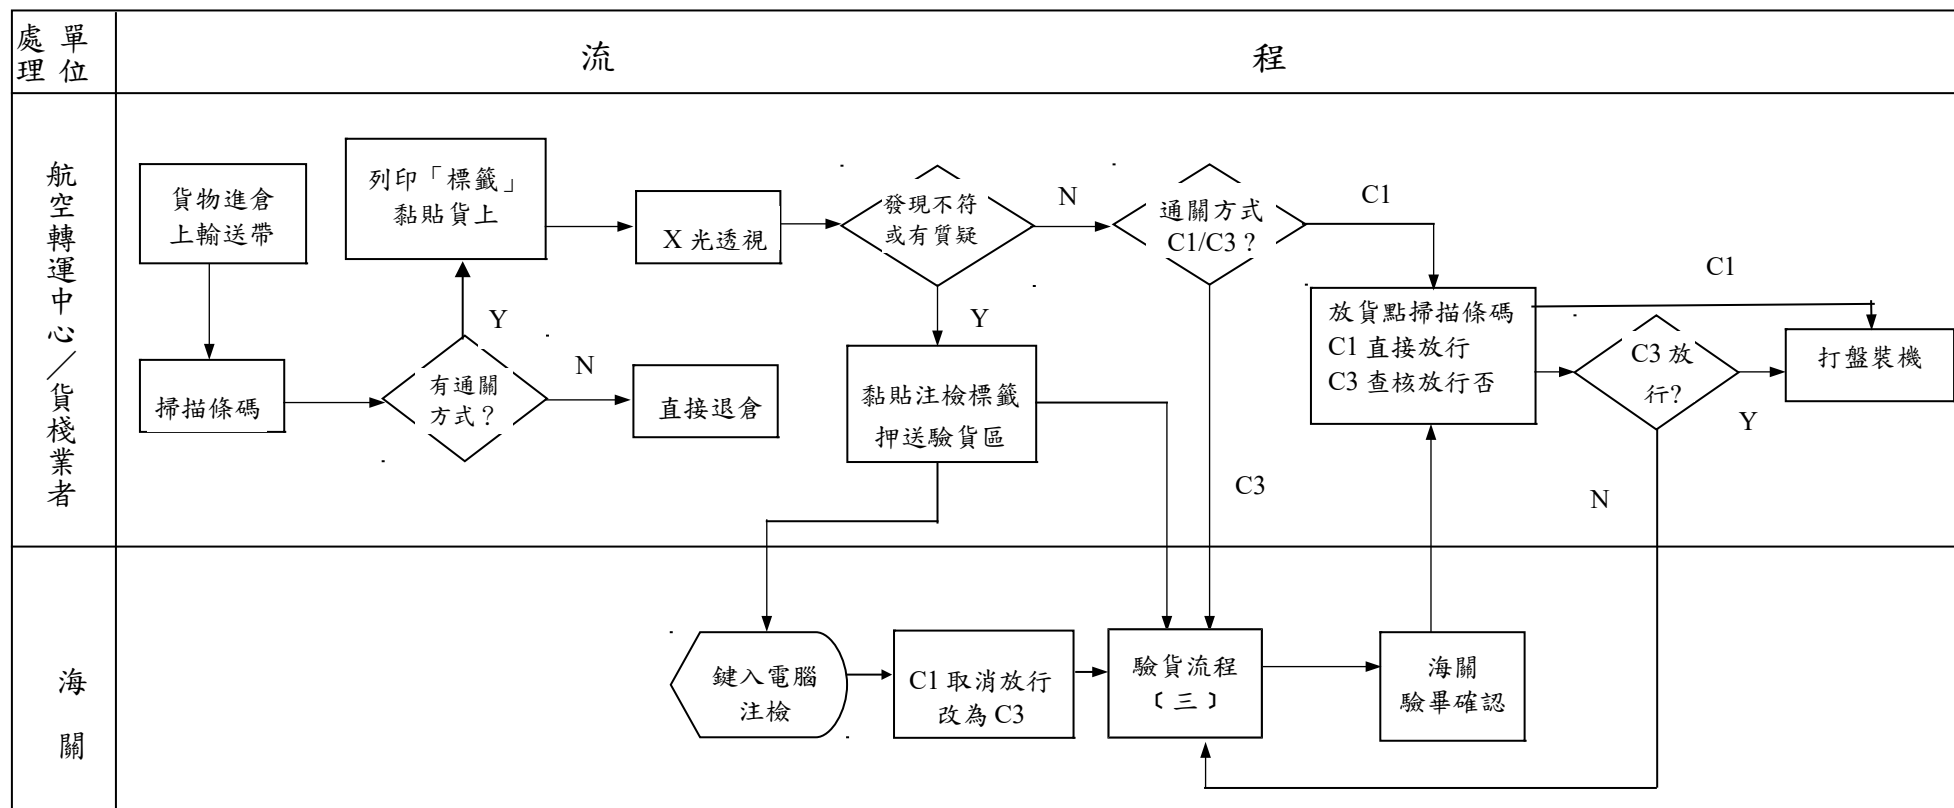 處單
理位
流程
航空轉運中心／貨棧業者
貨物進倉
上輸送帶
掃描條碼
有通關
方式？
Y
N
列印「標籤」
黏貼貨上
直接退倉
X 光透視
發現不符
或有質疑
N
Y
黏貼注檢標籤
押送驗貨區
通關方式
C1/C3？
C1
C3
放貨點掃描條碼
C1 直接放行
C3 查核放行否
C1
C3 放
行?
Y
N
打盤裝機
海關
鍵入電腦
注檢
C1 取消放行
改為 C3
驗貨流程
﹝三﹞
海關
驗畢確認